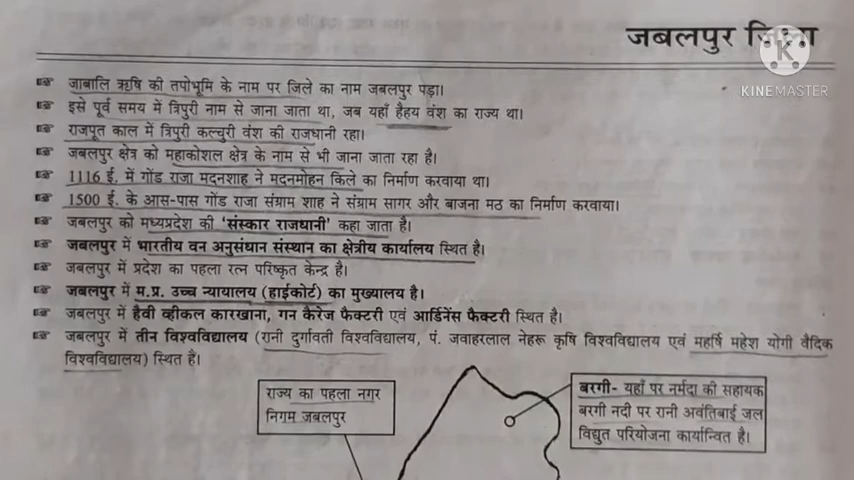 जबलपुर
KINEMASTER
जाबालि ऋषि की तपोभूमि के नाम पर जिले का नाम जबलपुर पड़ा।
इसे पूर्व समय में त्रिपुरी नाम से जाना जाता था, जब यहाँ हैहय वंश का राज्य था।
राजपूत काल में त्रिपुरी कल्चुरी वंश की राजधानी रहा।
जबलपुर क्षेत्र को महाकोशल क्षेत्र के नाम से भी जाना जाता रहा है।
1116 ई. में गोंड राजा मदनशाह ने मदनमोहन किले का निर्माण करवाया था।
1500 ई. के आस-पास गोंड राजा संग्राम शाह ने संग्राम सागर और बाजना मठ का निर्माण करवाया।
जबलपुर को मध्यप्रदेश की 'संस्कार राजधानी' कहा जाता है।
जबलपुर में भारतीय वन अनुसंधान संस्थान का क्षेत्रीय कार्यालय स्थित है।
जबलपुर में प्रदेश का पहला रत्न परिष्कृत केन्द्र है।
जबलपुर में म.प्र. उच्च न्यायालय (हाईकोर्ट) का मुख्यालय है।
जबलपुर में हैवी व्हीकल कारखाना, गन कैरेज फैक्टरी एवं आर्डिनेंस फैक्टरी स्थित है।
जबलपुर में तीन विश्वविद्यालय (रानी दुर्गावती विश्वविद्यालय, पं. जवाहरलाल नेहरू कृषि विश्वविद्यालय एवं महर्षि महेश योगी वैदिक
विश्वविद्यालय) स्थित है।
राज्य का पहला नगर
निगम जबलपुर
बरगी- यहाँ पर नर्मदा की सहायक
बरगी नदी पर रानी अवंतिबाई जल
विद्युत परियोजना कार्यान्वित है।